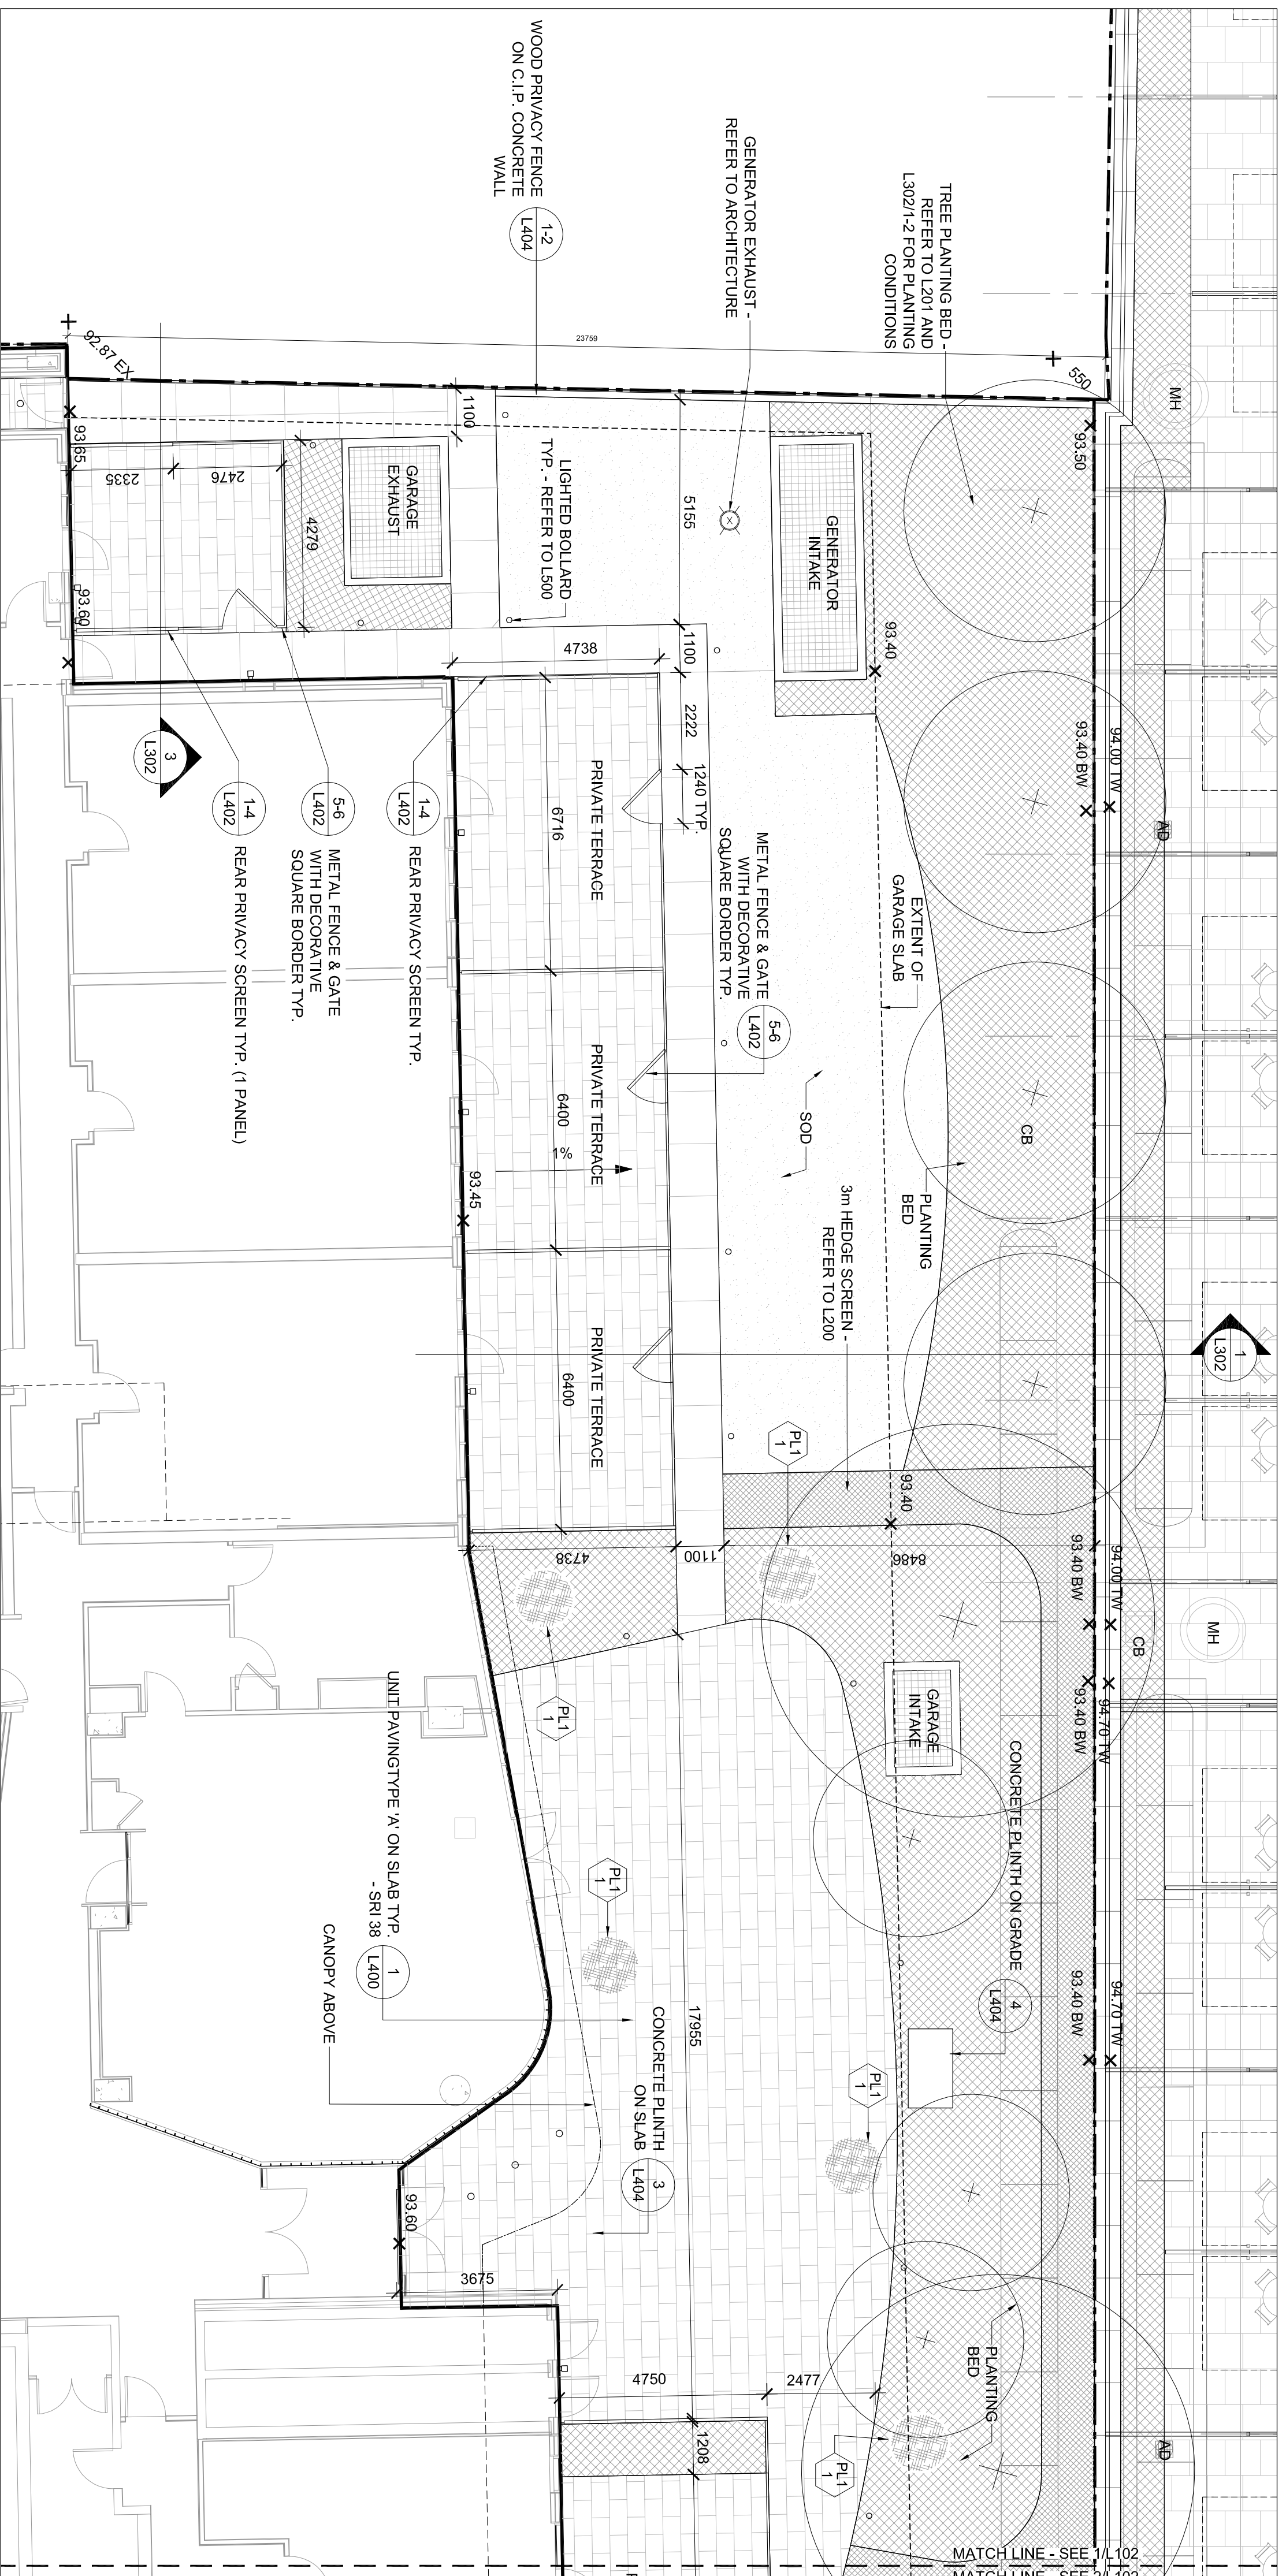 WOOD PRIVACY FENCE
ON C.I.P. CONCRETE
WALL
1-2
L404
GENERATOR EXHAUST -
REFER TO ARCHITECTURE
TREE PLANTING BED -
REFER TO L201 AND
L302/1-2 FOR PLANTING
CONDITIONS
23759
92.87 EX
550
MH
93.65
93.50
1100
2335
2476
4279
GARAGE
EXHAUST
LIGHTED BOLLARD
TYP. - REFER TO L500
5155
GENERATOR
INTAKE
93.60
93.40
4738
1100
2222
1240 TYP.
3
L302
1-4
L402
REAR PRIVACY SCREEN TYP. (1 PANEL)
5-6
L402
METAL FENCE & GATE
WITH DECORATIVE
SQUARE BORDER TYP.
1-4
L402
REAR PRIVACY SCREEN TYP.
6716
PRIVATE TERRACE
METAL FENCE & GATE
WITH DECORATIVE
SQUARE BORDER TYP.
5-6
L402
EXTENT OF
GARAGE SLAB
93.40 BW
94.00 TW
AD
6400
1%
PRIVATE TERRACE
93.45
SOD
CB
PLANTING
BED
3m HEDGE SCREEN -
REFER TO L200
1
L302
6400
PRIVATE TERRACE
PL1
1
93.40
4738
1100
8486
93.40 BW
94.00 TW
CB
MH
PL1
1
GARAGE
INTAKE
93.40 BW
94.70 TW
UNIT PAVINGTYPE 'A' ON SLAB TYP.
- SRI 38
1
L400
CANOPY ABOVE
PL1
1
CONCRETE PLINTH ON GRADE
4
L404
17955
CONCRETE PLINTH
ON SLAB
3
L404
PL1
1
93.40 BW
94.70 TW
93.60
3675
4750
2477
PLANTING
BED
1208
PL1
1
AD
MATCH LINE - SEE 1/L102
MATCH LINE - SEE 2/L102